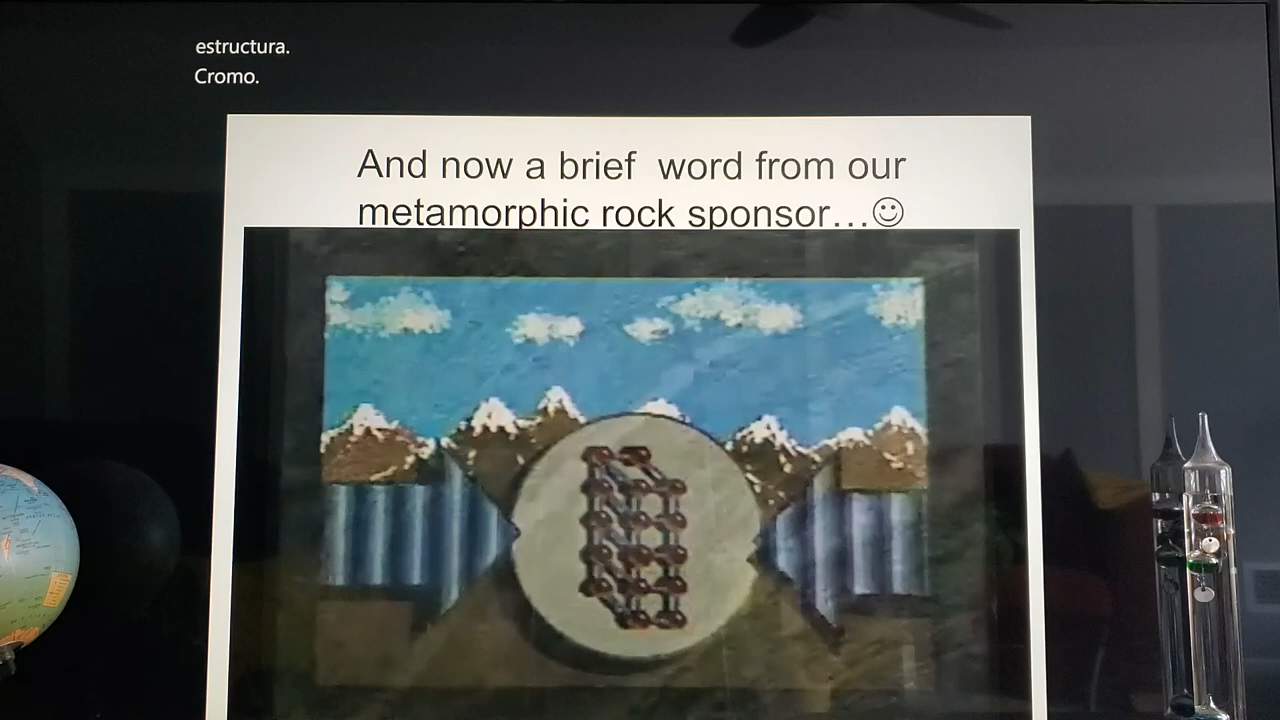 estructura.
Cromo.
And now a brief  word from our
metamorphic rock sponsor…☺